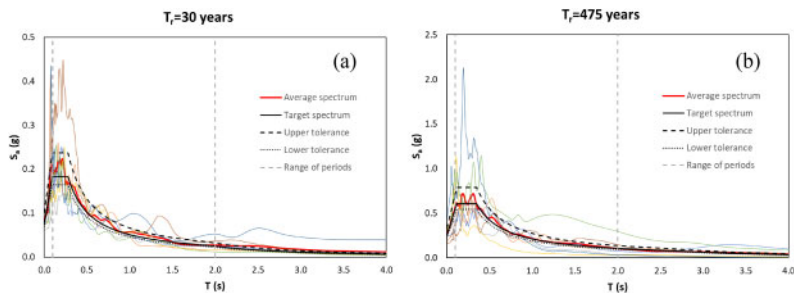 Tr=30 years
(a)
Average spectrum
Target spectrum
Upper tolerance
Lower tolerance
Range of periods
Sa (g)
0.5
0.4
0.3
0.2
0.1
0.0
0.0 0.5 1.0 1.5 2.0 2.5 3.0 3.5 4.0
T (s)
Tr=475 years
(b)
Average spectrum
Target spectrum
Upper tolerance
Lower tolerance
Range of periods
Sa (g)
2.5
2.0
1.5
1.0
0.5
0.0
0.0 0.5 1.0 1.5 2.0 2.5 3.0 3.5 4.0
T (s)